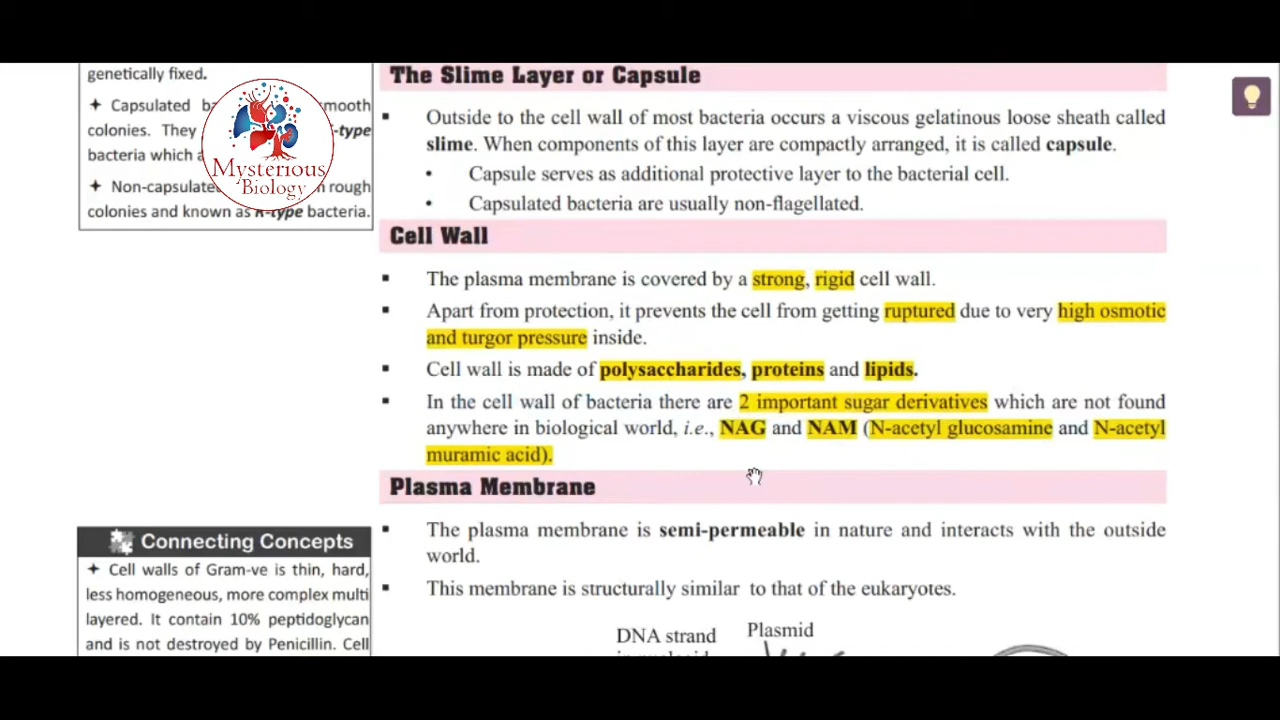 genetically fixed.
✦ Capsulated ba smooth
colonies. They -type
bacteria which a
✦ Non-capsulated rough
colonies and known as R-type bacteria.
Mysterious
Biology
The Slime Layer or Capsule
▪ Outside to the cell wall of most bacteria occurs a viscous gelatinous loose sheath called
slime. When components of this layer are compactly arranged, it is called capsule.
• Capsule serves as additional protective layer to the bacterial cell.
• Capsulated bacteria are usually non-flagellated.
Cell Wall
▪ The plasma membrane is covered by a strong, rigid cell wall.
▪ Apart from protection, it prevents the cell from getting ruptured due to very high osmotic
and turgor pressure inside.
▪ Cell wall is made of polysaccharides, proteins and lipids.
▪ In the cell wall of bacteria there are 2 important sugar derivatives which are not found
anywhere in biological world, i.e., NAG and NAM (N-acetyl glucosamine and N-acetyl
muramic acid).
Plasma Membrane
▪ The plasma membrane is semi-permeable in nature and interacts with the outside
world.
▪ This membrane is structurally similar to that of the eukaryotes.
Connecting Concepts
✦ Cell walls of Gram-ve is thin, hard,
less homogeneous, more complex multi
layered. It contain 10% peptidoglycan
and is not destroyed by Penicillin. Cell
DNA strand
Plasmid